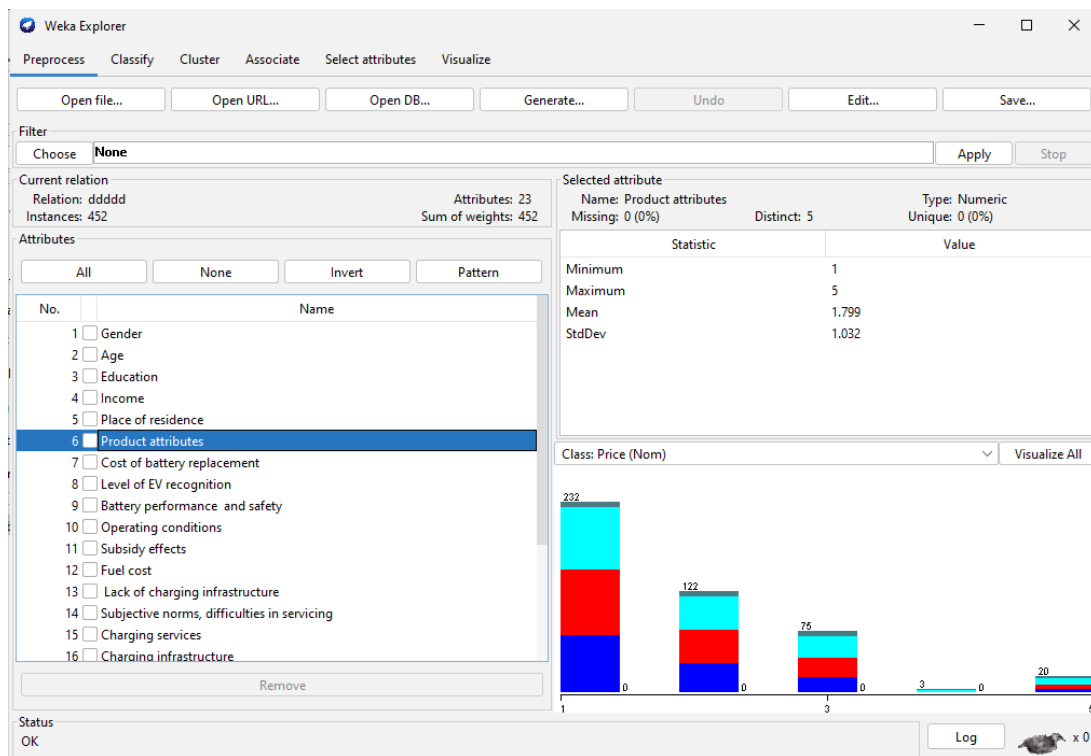 Weka Explorer
Preprocess Classify Cluster Associate Select attributes Visualize
Open file... Open URL... Open DB... Generate... Undo Edit... Save...
Filter
Choose None Apply Stop
Current relation
Relation: ddddd Attributes: 23
Instances: 452 Sum of weights: 452
Attributes
All None Invert Pattern
No. Name
1 Gender
2 Age
3 Education
4 Income
5 Place of residence
6 Product attributes
7 Cost of battery replacement
8 Level of EV recognition
9 Battery performance and safety
10 Operating conditions
11 Subsidy effects
12 Fuel cost
13 Lack of charging infrastructure
14 Subjective norms, difficulties in servicing
15 Charging services
16 Charging infrastructure
Remove
Selected attribute
Name: Product attributes Type: Numeric
Missing: 0 (0%) Distinct: 5 Unique: 0 (0%)
Statistic Value
Minimum 1
Maximum 5
Mean 1.799
StdDev 1.032
Class: Price (Nom) Visualize All
232
122
75
20
3
0 0 0 0
1 3
Status
OK
Log x 0